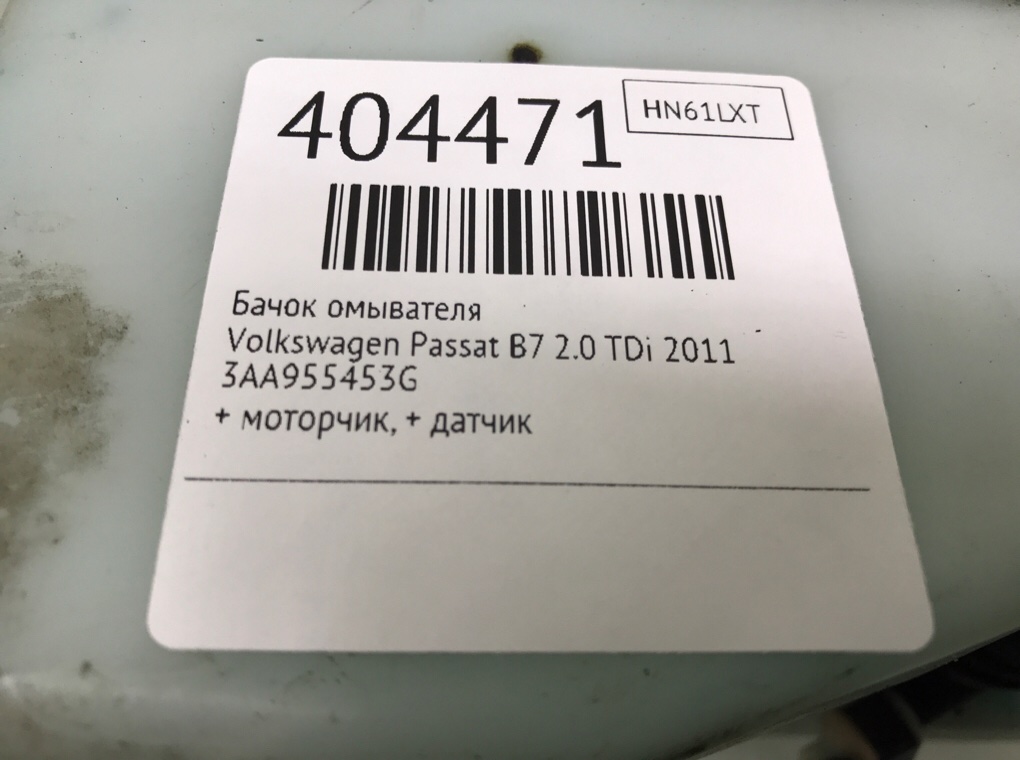 404471
HN61LXT
Бачок омывателя
Volkswagen Passat B7 2.0 TDi 2011
3AA955453G
+ моторчик, + датчик